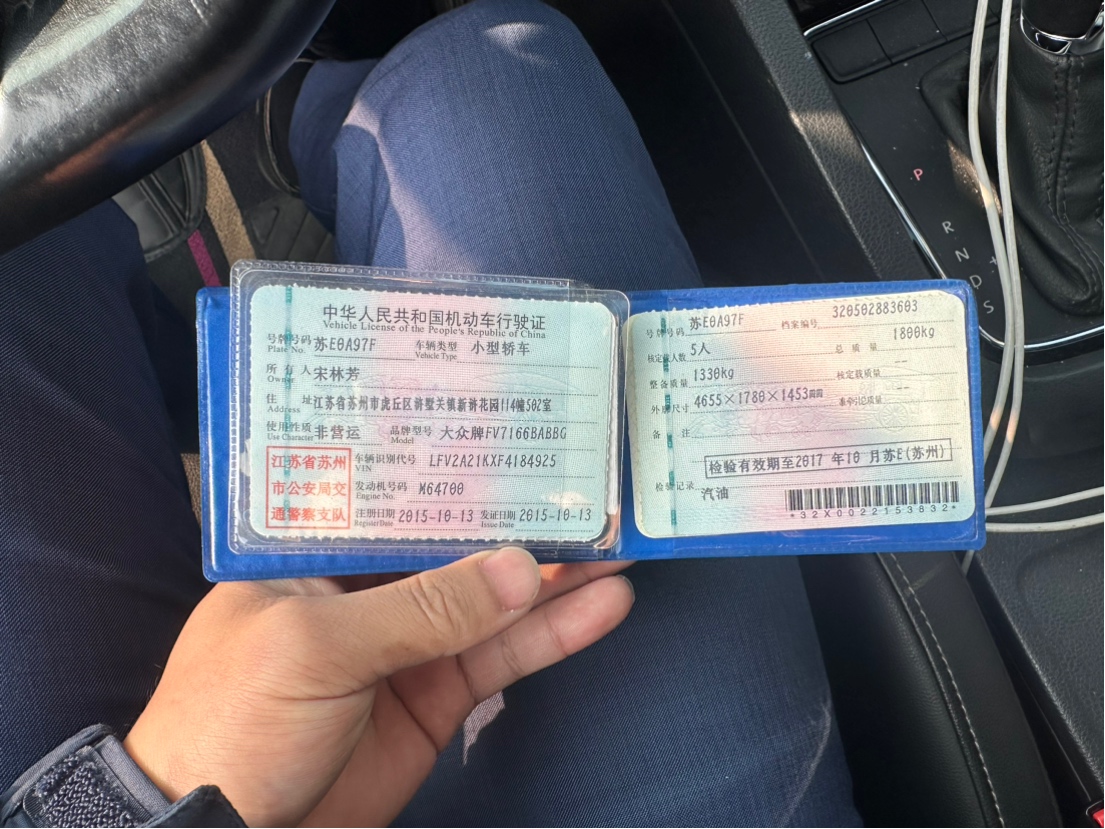 中华人民共和国机动车行驶证
Vehicle License of the People's Republic of China
号牌号码 苏E0A97F 车辆类型 小型轿车
Plate No. Vehicle Type
所有人 宋林芳
Owner
住址 江苏省苏州市虎丘区浒墅关镇新浒花园114幢502室
Address
使用性质 非营运 品牌型号 大众牌FV7166BABBG
Use Character Model
江苏省苏州
市公安局交
通警察支队
车辆识别代号 LFV2A21KXF4184925
VIN
发动机号码 M64700
Engine No.
注册日期 2015-10-13 发证日期 2015-10-13
Register Date Issue Date
号牌号码 苏E0A97F 档案编号 320502883603
核定载人数 5人 总质量 1800kg
整备质量 1330kg 核定载质量 --
外廓尺寸 4655×1780×1453mm 准牵引总质量 --
备注
检验有效期至2017年10月苏E(苏州)
检验记录 汽油
*32X0022153832*
P
R
N
D
S
+